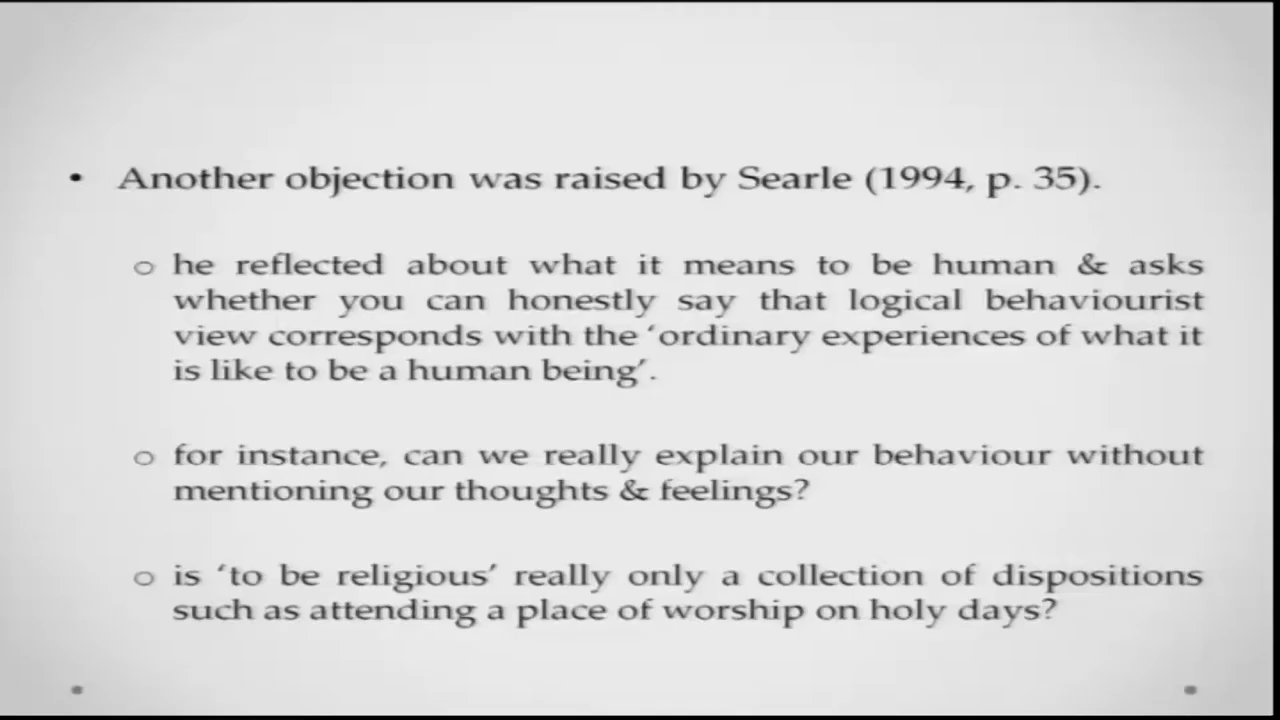 • Another objection was raised by Searle (1994, p. 35).
o he reflected about what it means to be human & asks
whether you can honestly say that logical behaviourist
view corresponds with the ‘ordinary experiences of what it
is like to be a human being’.
o for instance, can we really explain our behaviour without
mentioning our thoughts & feelings?
o is ‘to be religious’ really only a collection of dispositions
such as attending a place of worship on holy days?